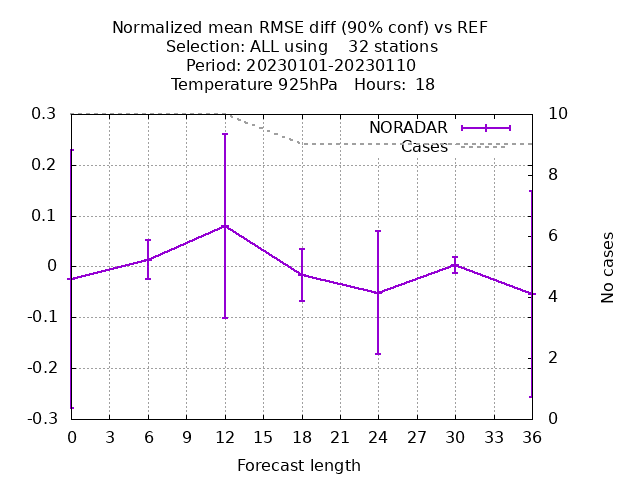 Normalized mean RMSE diff (90% conf) vs REF
Selection: ALL using    32 stations
Period: 20230101-20230110
Temperature 925hPa   Hours:  18
0.3
0.2
0.1
0
-0.1
-0.2
-0.3
NORADAR
Cases
10
8
6
4
2
0
No cases
0 3 6 9 12 15 18 21 24 27 30 33 36
Forecast length